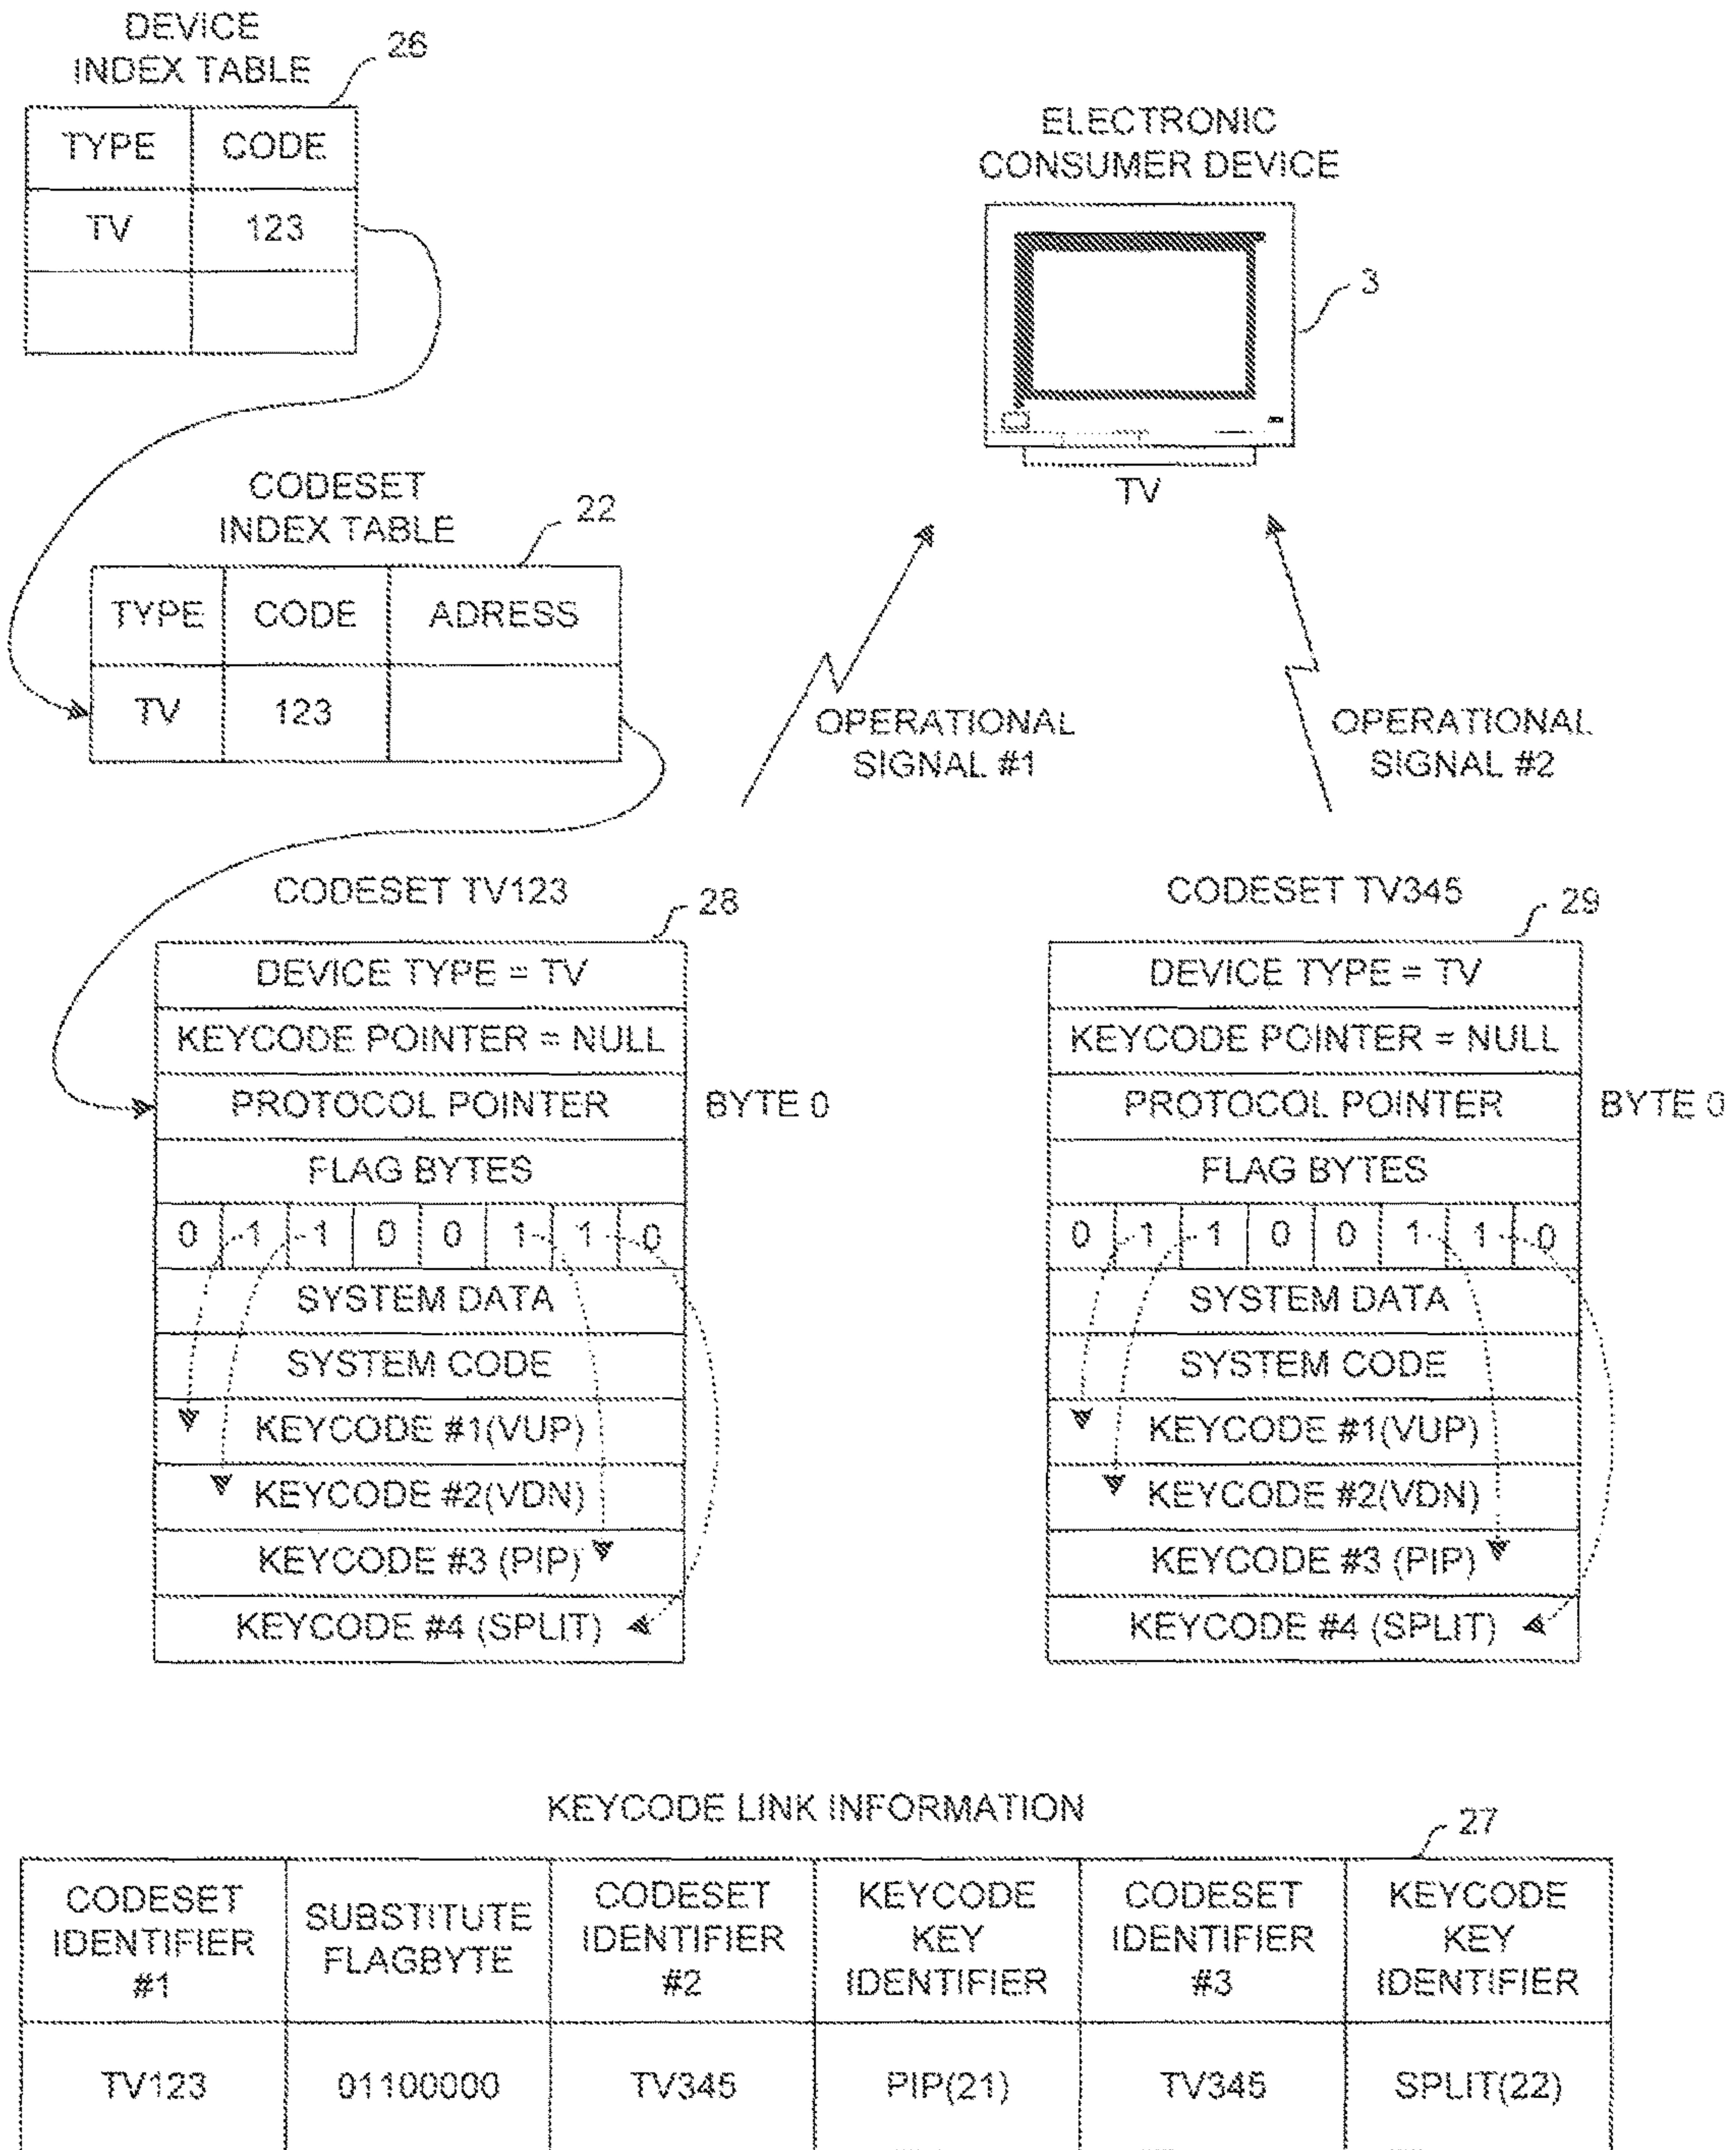 DEVICE
INDEX TABLE
26
TYPE CODE
TV 123
ELECTRONIC
CONSUMER DEVICE
3
TV
CODESET
INDEX TABLE
22
TYPE CODE ADRESS
TV 123
OPERATIONAL
SIGNAL #1
OPERATIONAL
SIGNAL #2
CODESET TV123
28
DEVICE TYPE = TV
KEYCODE POINTER = NULL
PROTOCOL POINTER BYTE 0
FLAG BYTES
0 1 1 0 0 1 1 0
SYSTEM DATA
SYSTEM CODE
KEYCODE #1(VUP)
KEYCODE #2(VDN)
KEYCODE #3 (PIP)
KEYCODE #4 (SPLIT)
CODESET TV345
29
DEVICE TYPE = TV
KEYCODE POINTER = NULL
PROTOCOL POINTER BYTE 0
FLAG BYTES
0 1 1 0 0 1 1 0
SYSTEM DATA
SYSTEM CODE
KEYCODE #1(VUP)
KEYCODE #2(VDN)
KEYCODE #3 (PIP)
KEYCODE #4 (SPLIT)
KEYCODE LINK INFORMATION
27
CODESET
IDENTIFIER
#1
SUBSTITUTE
FLAGBYTE
CODESET
IDENTIFIER
#2
KEYCODE
KEY
IDENTIFIER
CODESET
IDENTIFIER
#3
KEYCODE
KEY
IDENTIFIER
TV123 01100000 TV345 PIP(21) TV345 SPLIT(22)